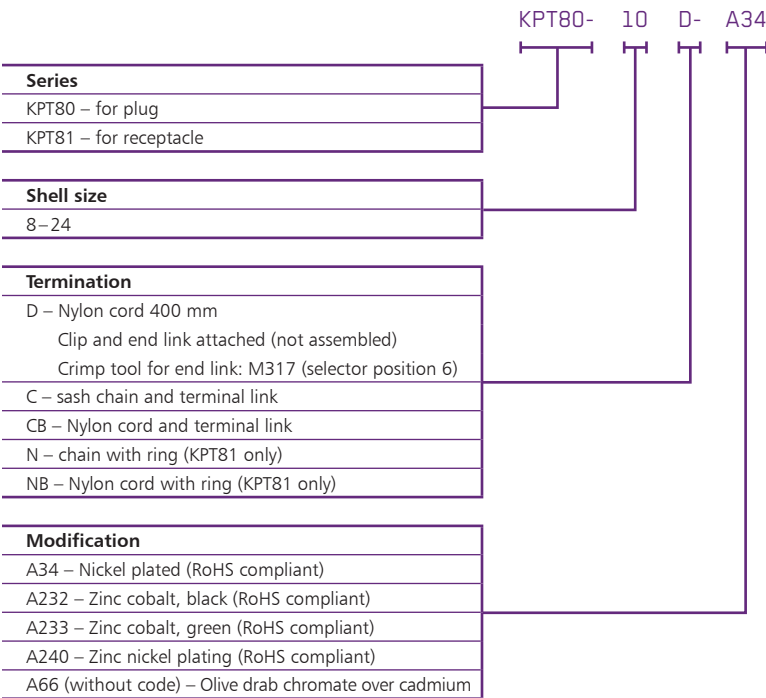 KPT80- 10 D- A34
Series
KPT80 – for plug
KPT81 – for receptacle
Shell size
8–24
Termination
D – Nylon cord 400 mm
Clip and end link attached (not assembled)
Crimp tool for end link: M317 (selector position 6)
C – sash chain and terminal link
CB – Nylon cord and terminal link
N – chain with ring (KPT81 only)
NB – Nylon cord with ring (KPT81 only)
Modification
A34 – Nickel plated (RoHS compliant)
A232 – Zinc cobalt, black (RoHS compliant)
A233 – Zinc cobalt, green (RoHS compliant)
A240 – Zinc nickel plating (RoHS compliant)
A66 (without code) – Olive drab chromate over cadmium